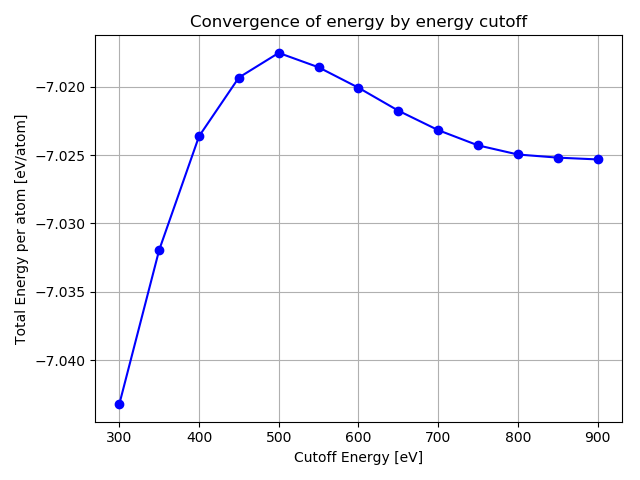 Convergence of energy by energy cutoff
Total Energy per atom [eV/atom]
−7.020
−7.025
−7.030
−7.035
−7.040
300 400 500 600 700 800 900
Cutoff Energy [eV]